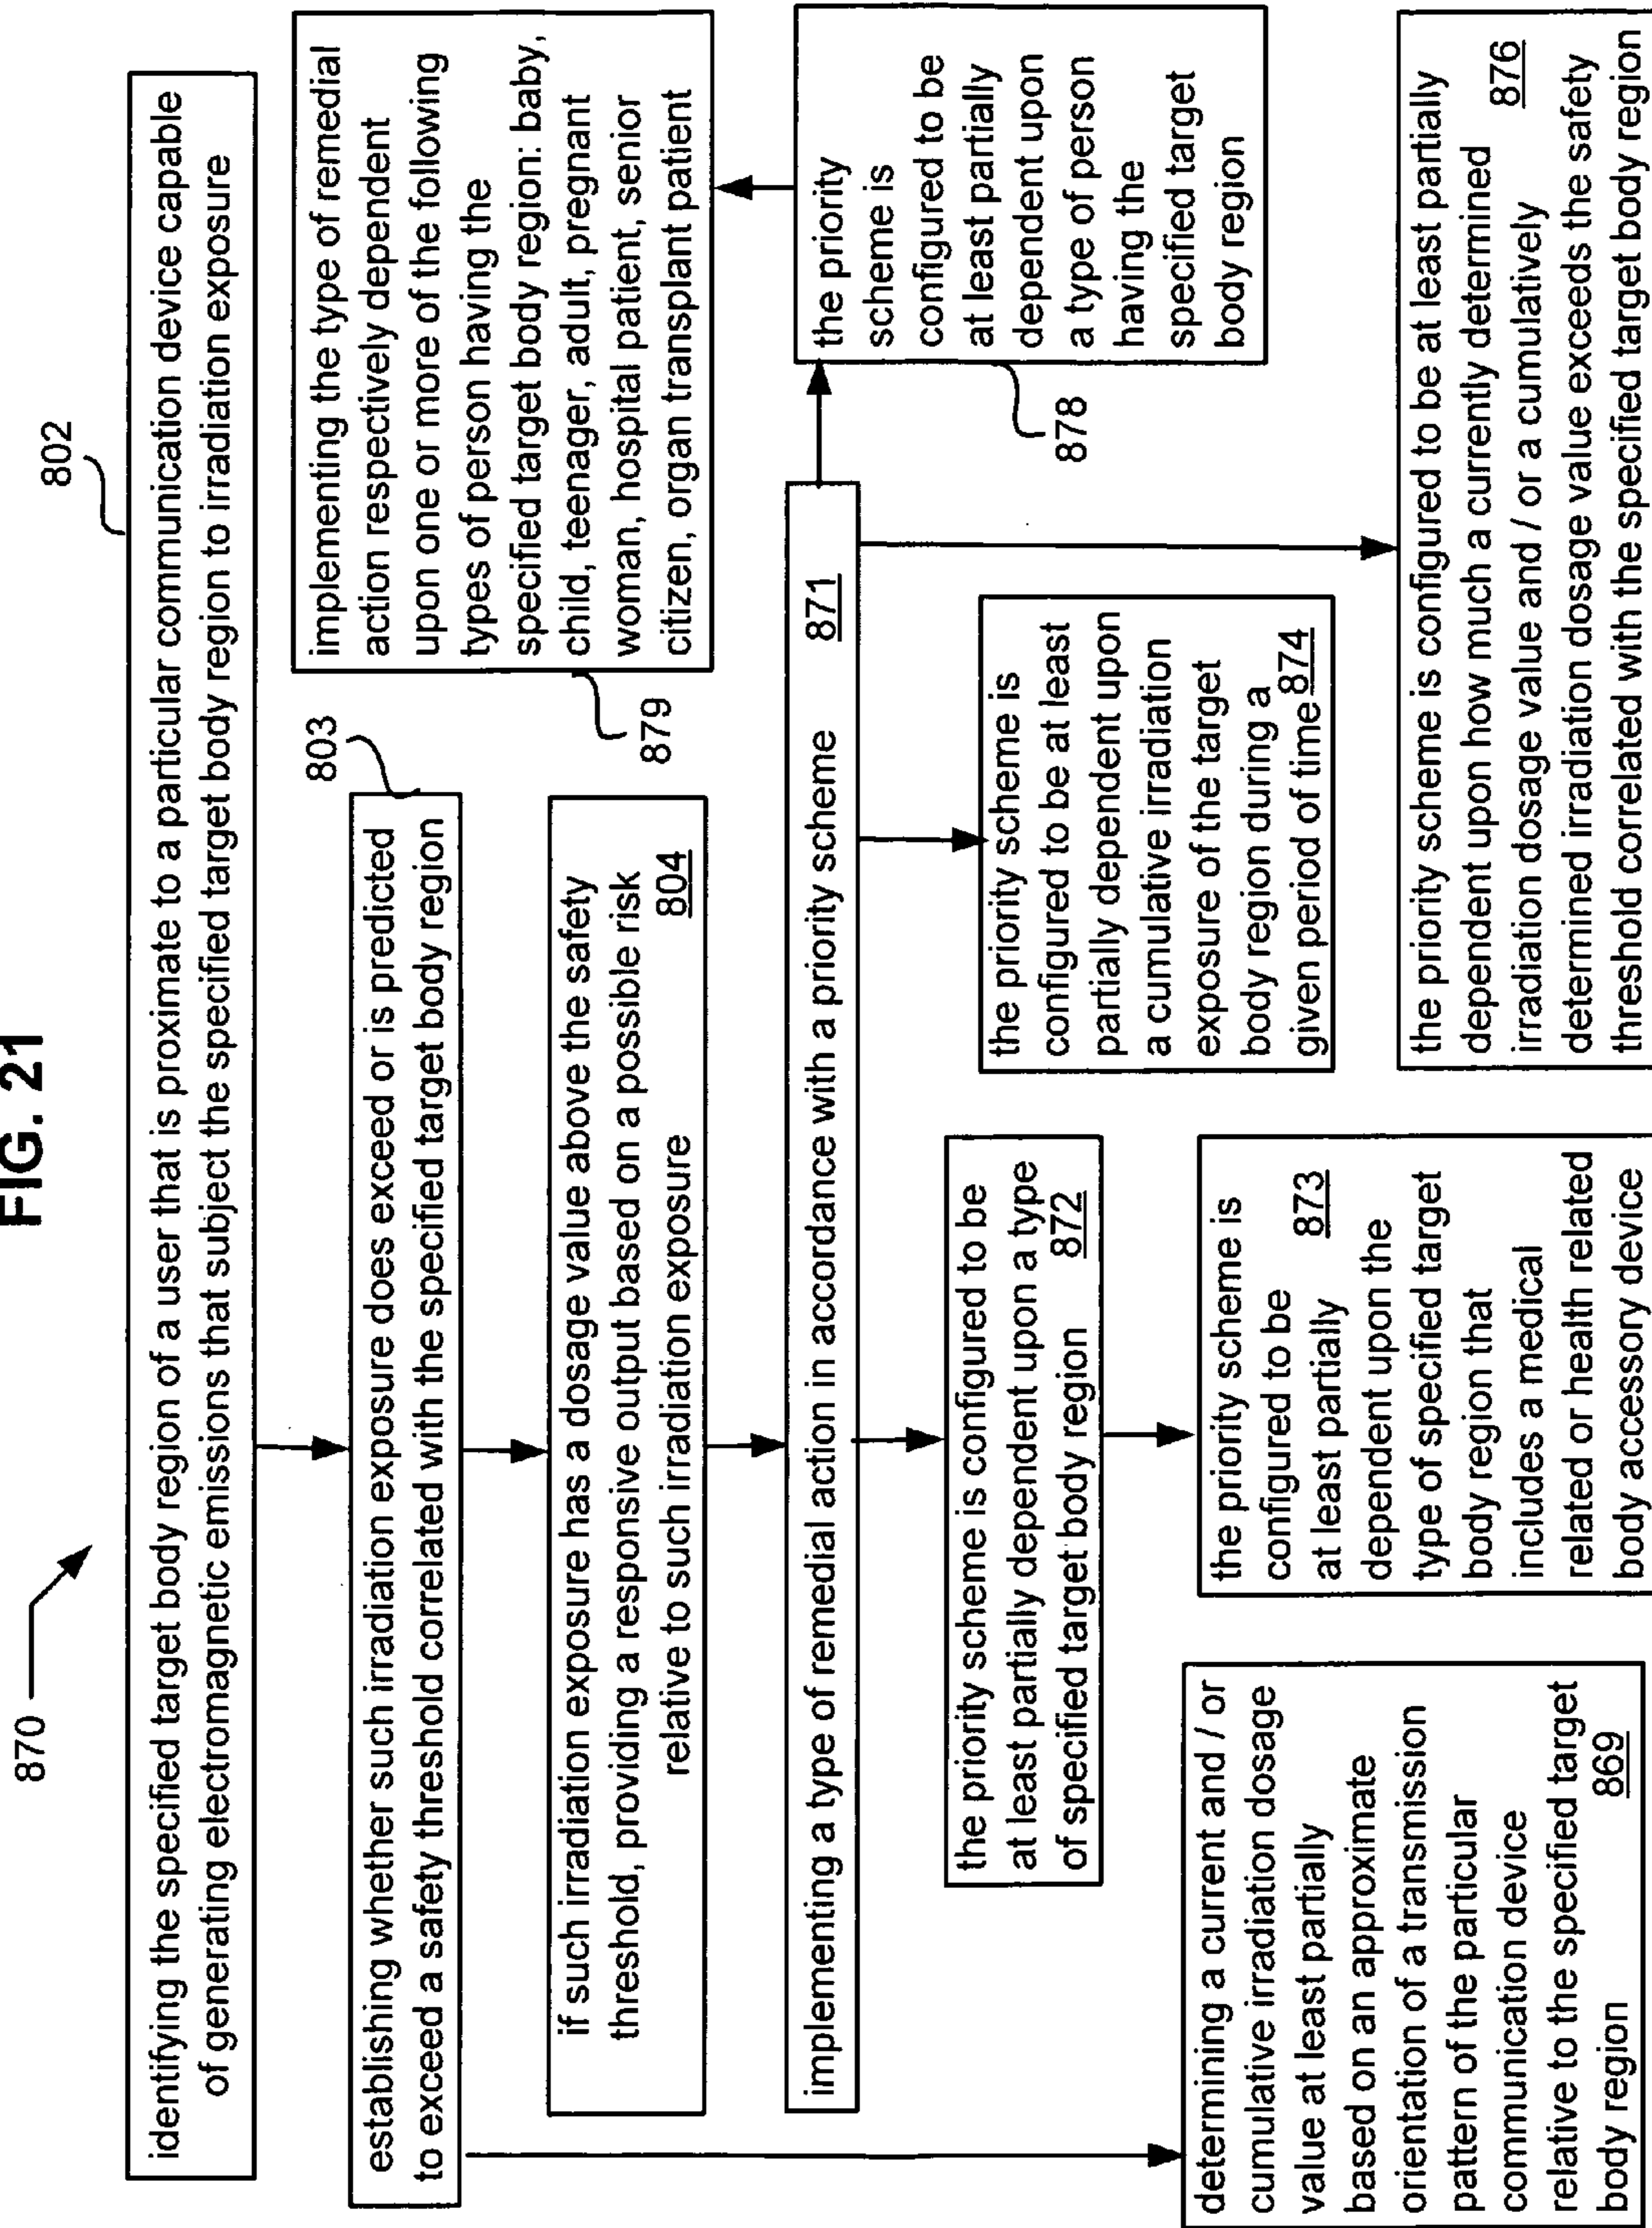 FIG. 21
870
802
identifying the specified target body region of a user that is proximate to a particular communication device capable
of generating electromagnetic emissions that subject the specified target body region to irradiation exposure
803
establishing whether such irradiation exposure does exceed or is predicted
to exceed a safety threshold correlated with the specified target body region
if such irradiation exposure has a dosage value above the safety
threshold, providing a responsive output based on a possible risk
relative to such irradiation exposure
804
implementing a type of remedial action in accordance with a priority scheme 871
879
implementing the type of remedial
action respectively dependent
upon one or more of the following
types of person having the
specified target body region: baby,
child, teenager, adult, pregnant
woman, hospital patient, senior
citizen, organ transplant patient
878
the priority
scheme is
configured to be
at least partially
dependent upon
a type of person
having the
specified target
body region
the priority scheme is configured to be
at least partially dependent upon a type
of specified target body region 872
the priority scheme is
configured to be at least
partially dependent upon
a cumulative irradiation
exposure of the target
body region during a
given period of time 874
determining a current and / or
cumulative irradiation dosage
value at least partially
based on an approximate
orientation of a transmission
pattern of the particular
communication device
relative to the specified target
body region 869
the priority scheme is
configured to be
at least partially 873
dependent upon the
type of specified target
body region that
includes a medical
related or health related
body accessory device
the priority scheme is configured to be at least partially
dependent upon how much a currently determined
irradiation dosage value and / or a cumulatively 876
determined irradiation dosage value exceeds the safety
threshold correlated with the specified target body region